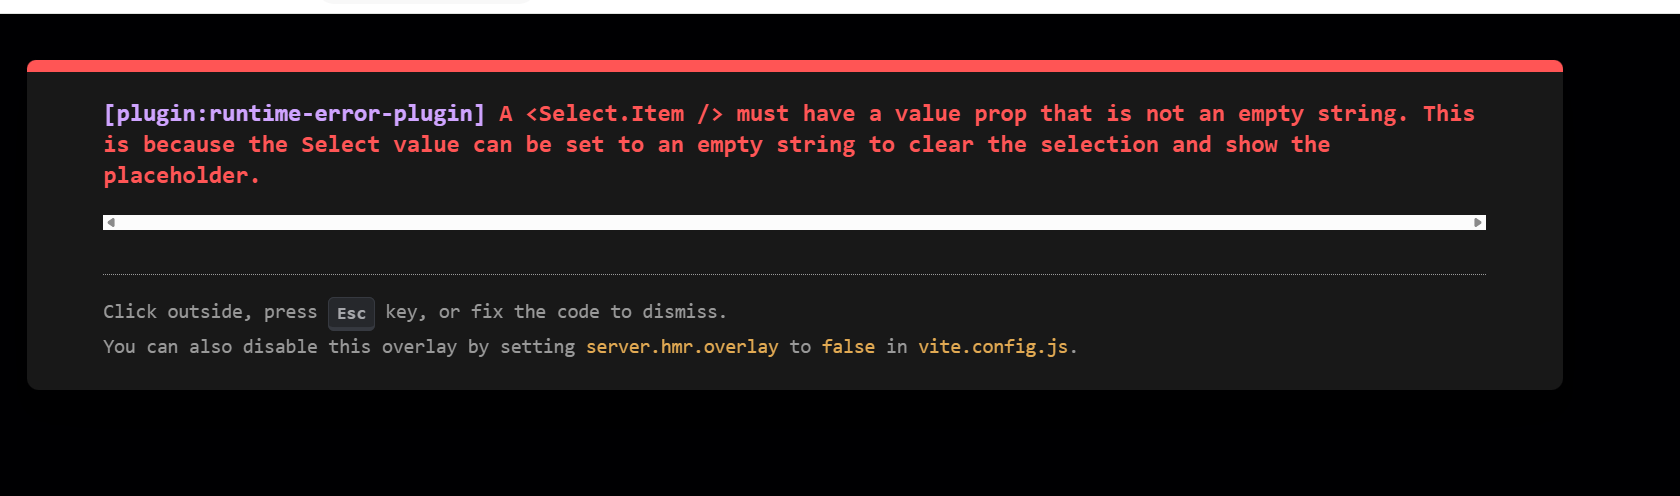 [plugin:runtime-error-plugin] A <Select.Item /> must have a value prop that is not an empty string. This
is because the Select value can be set to an empty string to clear the selection and show the
placeholder.
Click outside, press Esc key, or fix the code to dismiss.
You can also disable this overlay by setting server.hmr.overlay to false in vite.config.js.